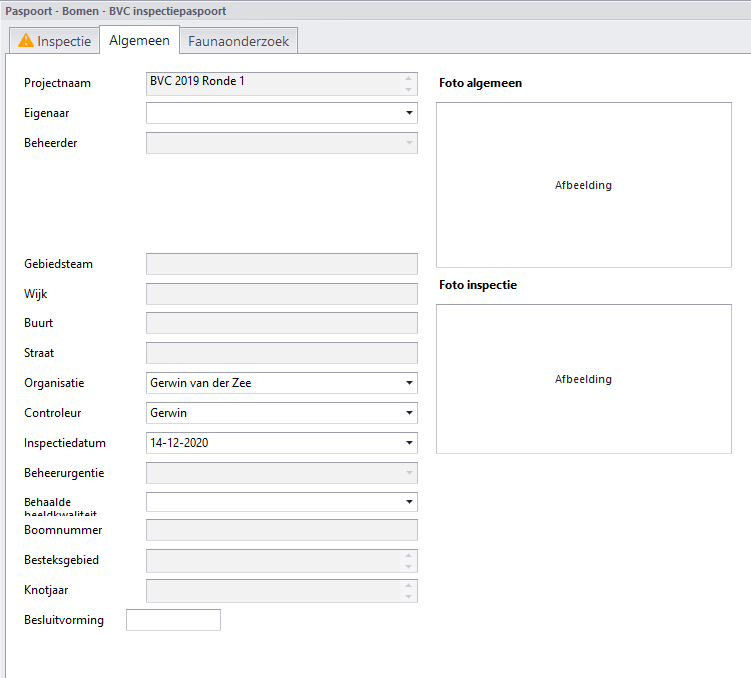 Paspoort - Bomen - BVC inspectiepaspoort
Inspectie Algemeen Faunaonderzoek
Projectnaam BVC 2019 Ronde 1
Foto algemeen
Eigenaar
Beheerder
Afbeelding
Gebiedsteam
Wijk
Foto inspectie
Buurt
Straat
Organisatie Gerwin van der Zee
Afbeelding
Controleur Gerwin
Inspectiedatum 14-12-2020
Beheerurgentie
Behaalde
beeldkwaliteit
Boomnummer
Besteksgebied
Knotjaar
Besluitvorming